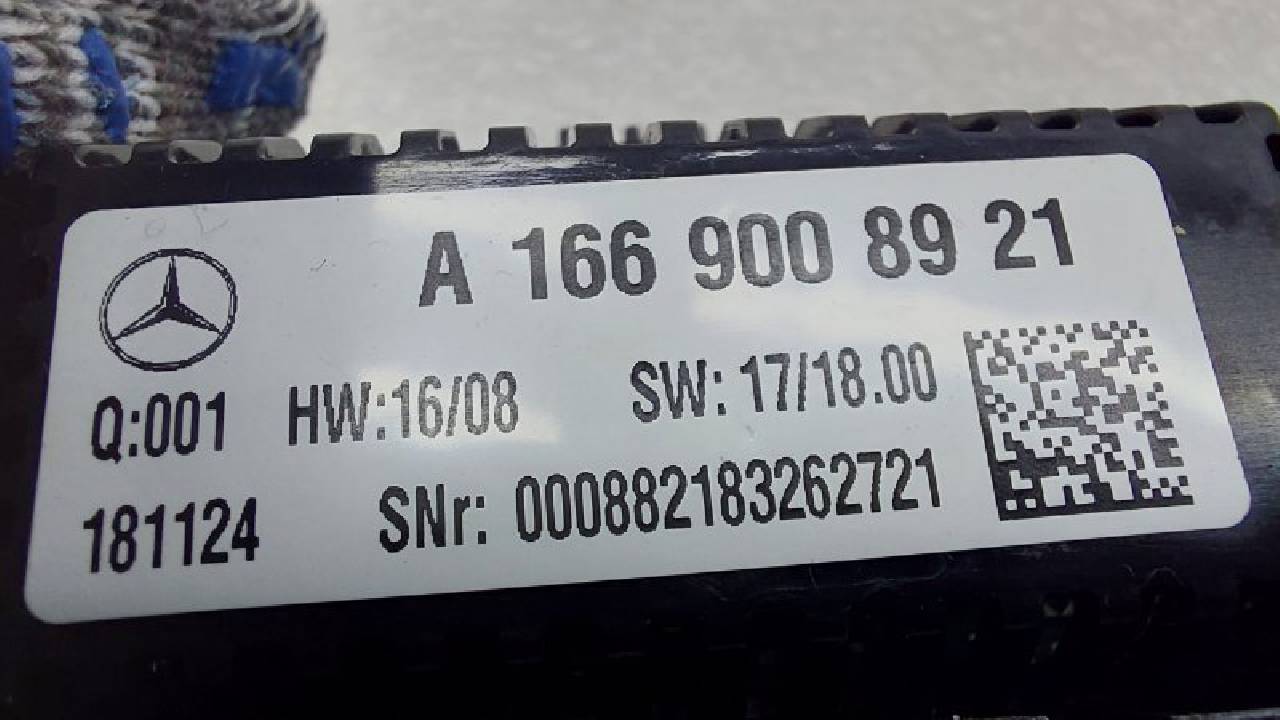 A 166 900 89 21
Q:001 HW:16/08 SW: 17/18.00
181124 SNr: 000882183262721